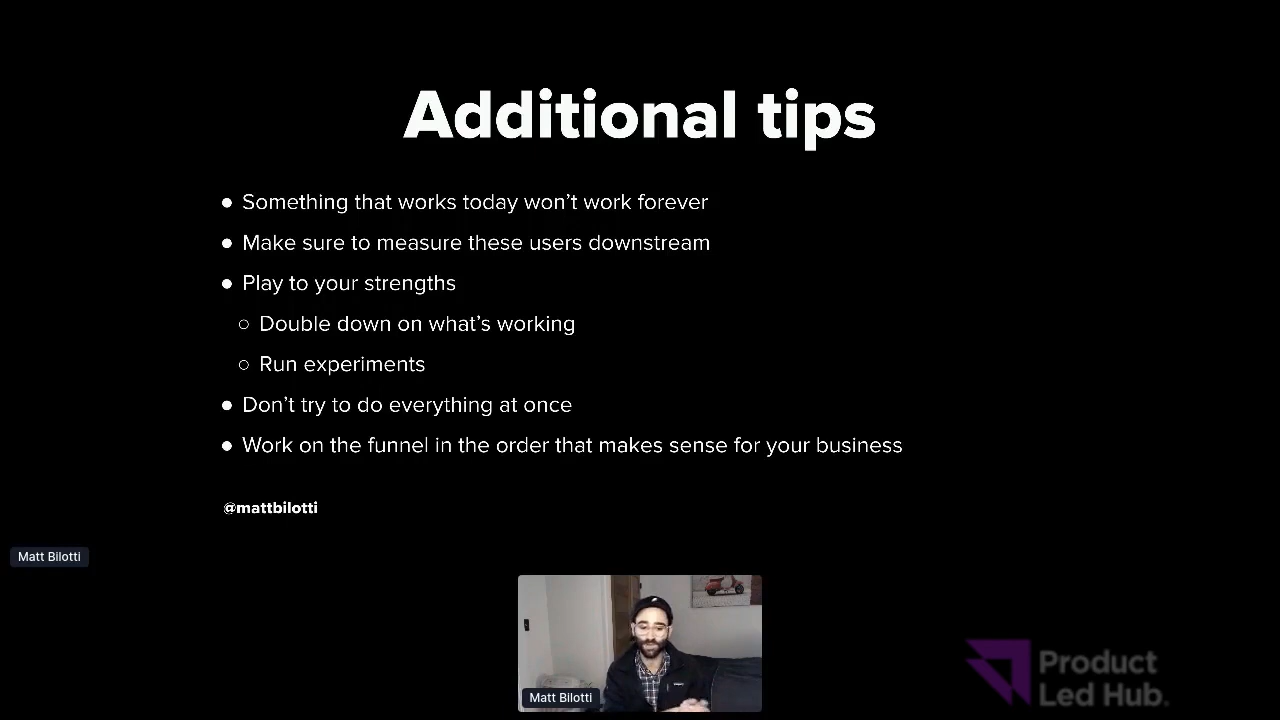 Additional tips
● Something that works today won’t work forever
● Make sure to measure these users downstream
● Play to your strengths
○ Double down on what’s working
○ Run experiments
● Don’t try to do everything at once
● Work on the funnel in the order that makes sense for your business
@mattbilotti
Matt Bilotti
Matt Bilotti
Product
Led Hub.